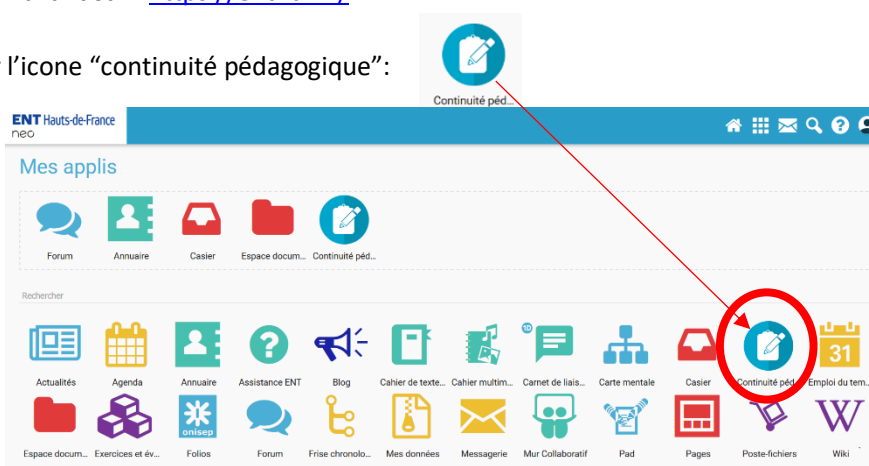 l'icone “continuité pédagogique”:
Continuité péd...
ENT Hauts-de-France
neo
Mes applis
Forum Annuaire Casier Espace docum... Continuité péd...
Rechercher
31
Actualités Agenda Annuaire Assistance ENT Blog Cahier de texte... Cahier multim... Carnet de liais... Carte mentale Casier Continuité péd... Emploi du tem...
onisep
Espace docum... Exercices et év... Folios Forum Frise chronolo... Mes données Messagerie Mur Collaboratif Pad Pages Poste-fichiers Wiki